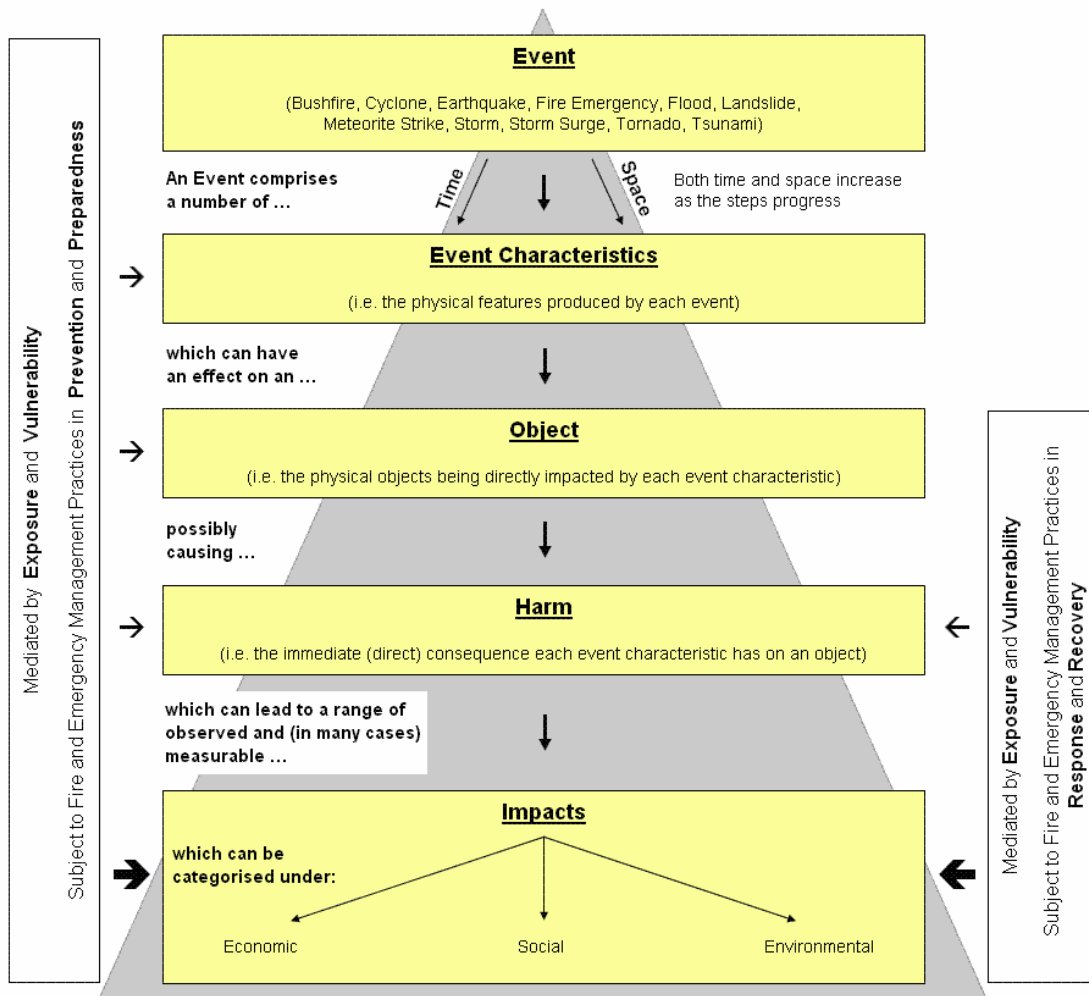 Event
(Bushfire, Cyclone, Earthquake, Fire Emergency, Flood, Landslide,
Meteorite Strike, Storm, Storm Surge, Tornado, Tsunami)
An Event comprises
a number of ...
Time
Space
Both time and space increase
as the steps progress
Event Characteristics
(i.e. the physical features produced by each event)
which can have
an effect on an ...
Object
(i.e. the physical objects being directly impacted by each event characteristic)
possibly
causing ...
Harm
(i.e. the immediate (direct) consequence each event characteristic has on an object)
which can lead to a range of
observed and (in many cases)
measurable ...
Impacts
which can be
categorised under:
Economic
Social
Environmental
Mediated by Exposure and Vulnerability
Subject to Fire and Emergency Management Practices in Prevention and Preparedness
Mediated by Exposure and Vulnerability
Subject to Fire and Emergency Management Practices in
Response and Recovery